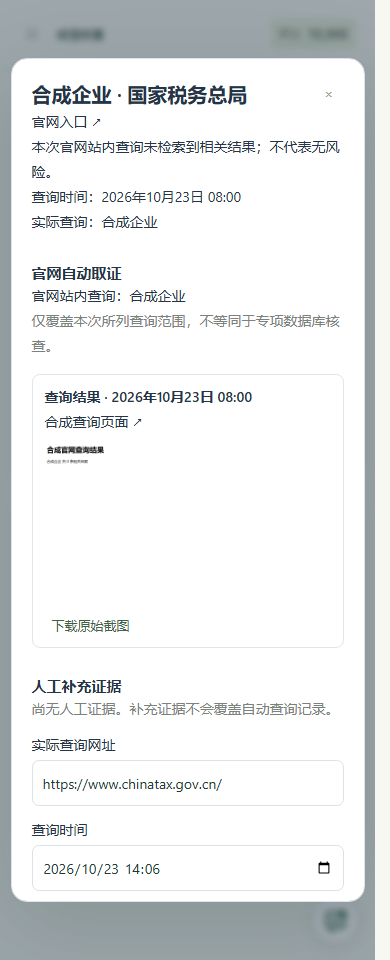 合成企业 · 国家税务总局
×
官网入口 ↗
本次官网站内查询未检索到相关结果；不代表无风
险。
查询时间：2026年10月23日 08:00
实际查询：合成企业
官网自动取证
官网站内查询：合成企业
仅覆盖本次所列查询范围，不等同于专项数据库核
查。
查询结果 · 2026年10月23日 08:00
合成查询页面 ↗
合成官网查询结果
下载原始截图
人工补充证据
尚无人工证据。补充证据不会覆盖自动查询记录。
实际查询网址
https://www.chinatax.gov.cn/
查询时间
2026/10/23 14:06